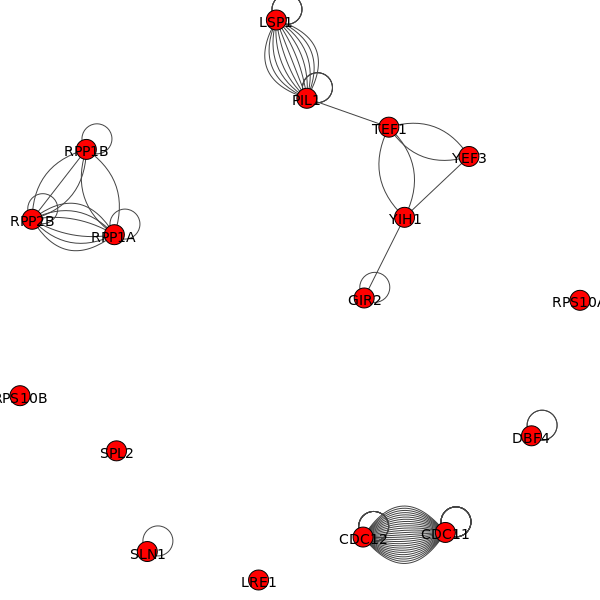 LSP1
PIL1
TEF1
RPP1B
YEF3
RPP2B
YIH1
RPP1A
GIR2
RPS10A
RPS10B
DBF4
SPL2
CDC11
CDC12
SLN1
LRE1